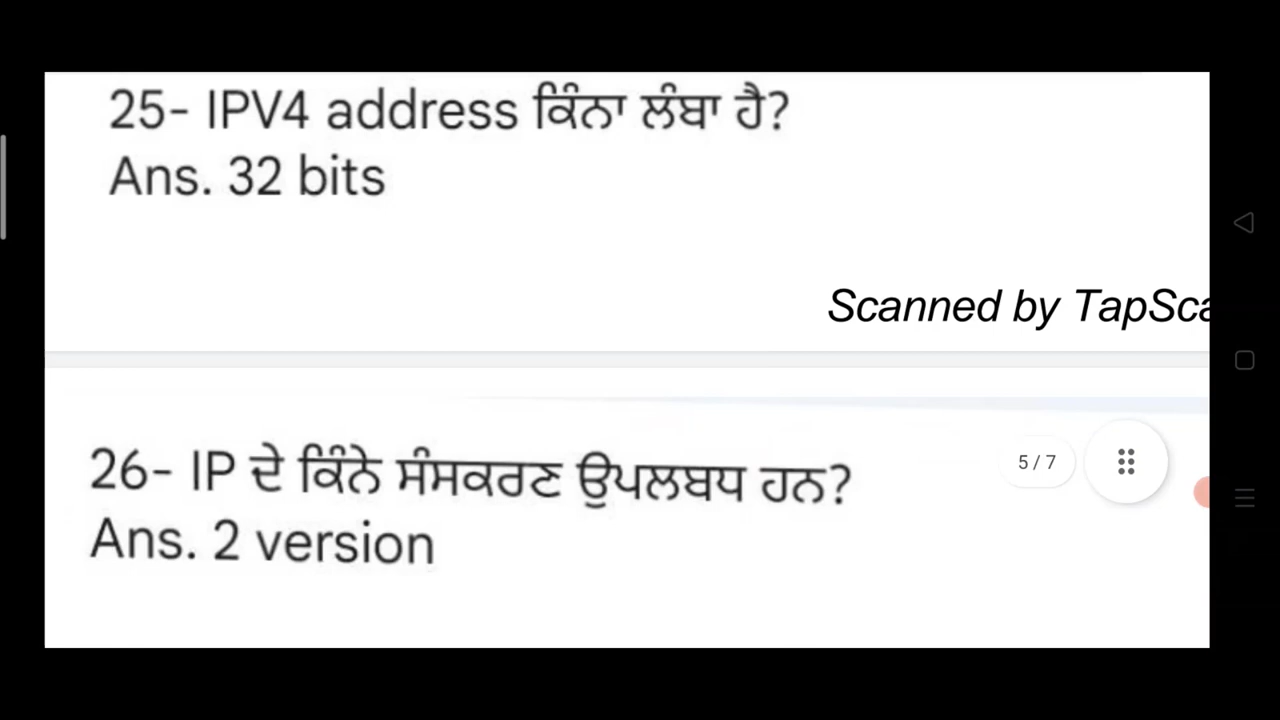 25- IPV4 address ਕਿੰਨਾ ਲੰਬਾ ਹੈ?
Ans. 32 bits
Scanned by TapSca
26- IP ਦੇ ਕਿੰਨੇ ਸੰਸਕਰਣ ਉਪਲਬਧ ਹਨ?
5 / 7
Ans. 2 version